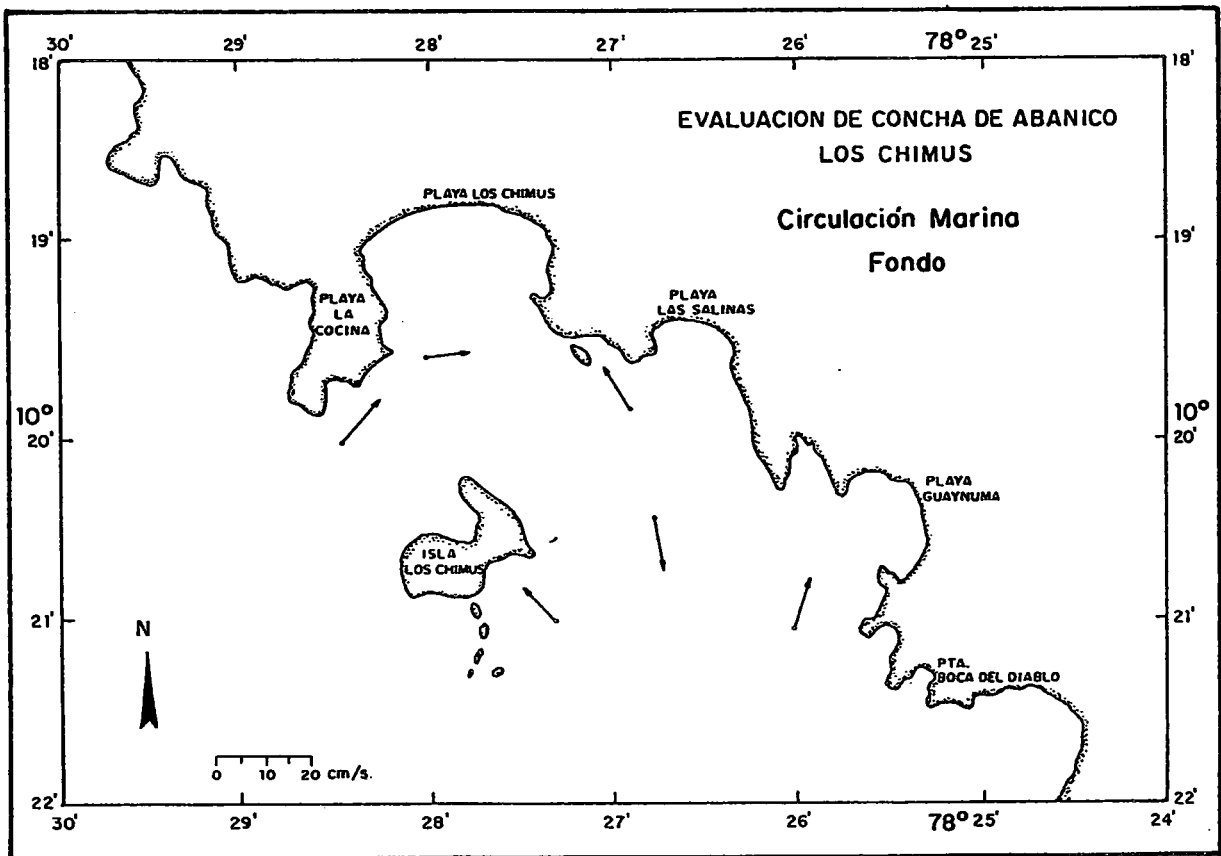 30' 29' 28' 27' 26' 78° 25'
18' 18'
EVALUACION DE CONCHA DE ABANICO
LOS CHIMUS
PLAYA LOS CHIMUS
Circulación Marina
19' 19'
Fondo
PLAYA
LA
COCINA
PLAYA
LAS SALINAS
10° 10°
20' 20'
PLAYA
GUAYNUMA
ISLA
LOS CHIMUS
21' 21'
N
PTA.
BOCA DEL DIABLO
0 10 20 cm/s.
22' 22'
30' 29' 28' 27' 26' 78° 25' 24'